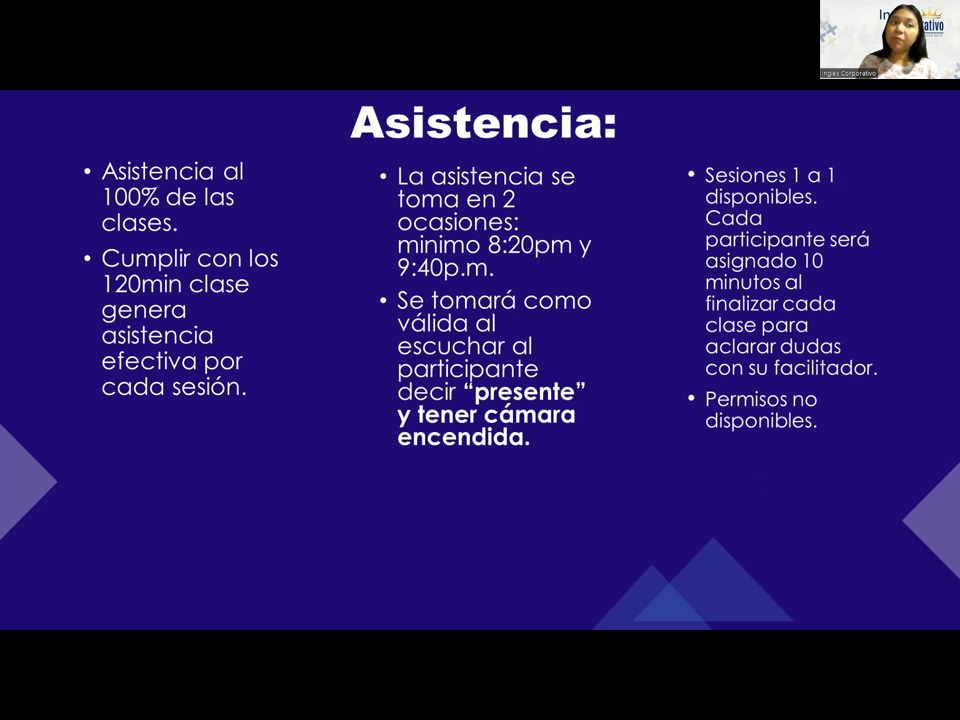 Asistencia:
• Asistencia al
100% de las
clases.
• Cumplir con los
120min clase
genera
asistencia
efectiva por
cada sesión.
• La asistencia se
toma en 2
ocasiones:
minimo 8:20pm y
9:40p.m.
• Se tomará como
válida al
escuchar al
participante
decir “presente”
y tener cámara
encendida.
• Sesiones 1 a 1
disponibles.
Cada
participante será
asignado 10
minutos al
finalizar cada
clase para
aclarar dudas
con su facilitador.
• Permisos no
disponibles.
Ingles Corporativo